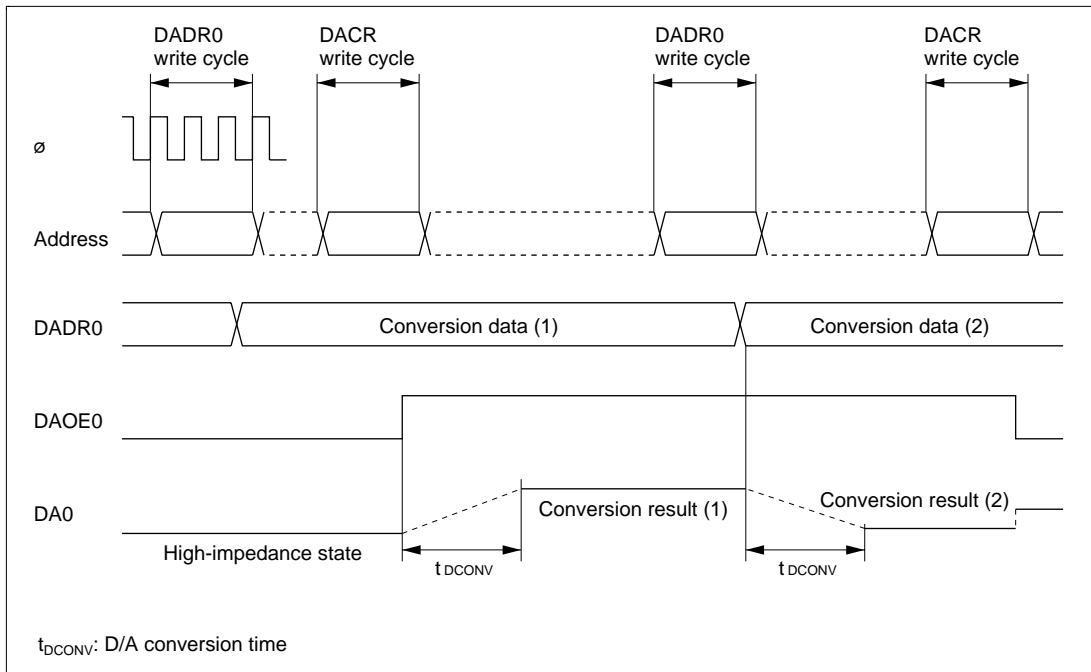 DADR0
write cycle
DACR
write cycle
DADR0
write cycle
DACR
write cycle
ø
Address
DADR0
Conversion data (1)
Conversion data (2)
DAOE0
DA0
Conversion result (1)
Conversion result (2)
High-impedance state
t DCONV
t DCONV
tDCONV: D/A conversion time